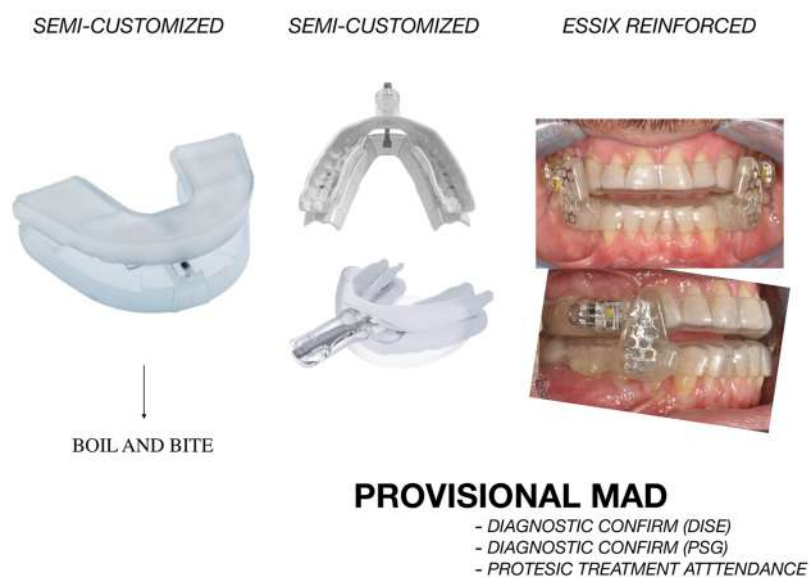 SEMI-CUSTOMIZED
SEMI-CUSTOMIZED
ESSIX REINFORCED
BOIL AND BITE
PROVISIONAL MAD
- DIAGNOSTIC CONFIRM (DISE)
- DIAGNOSTIC CONFIRM (PSG)
- PROTESIC TREATMENT ATTTENDANCE